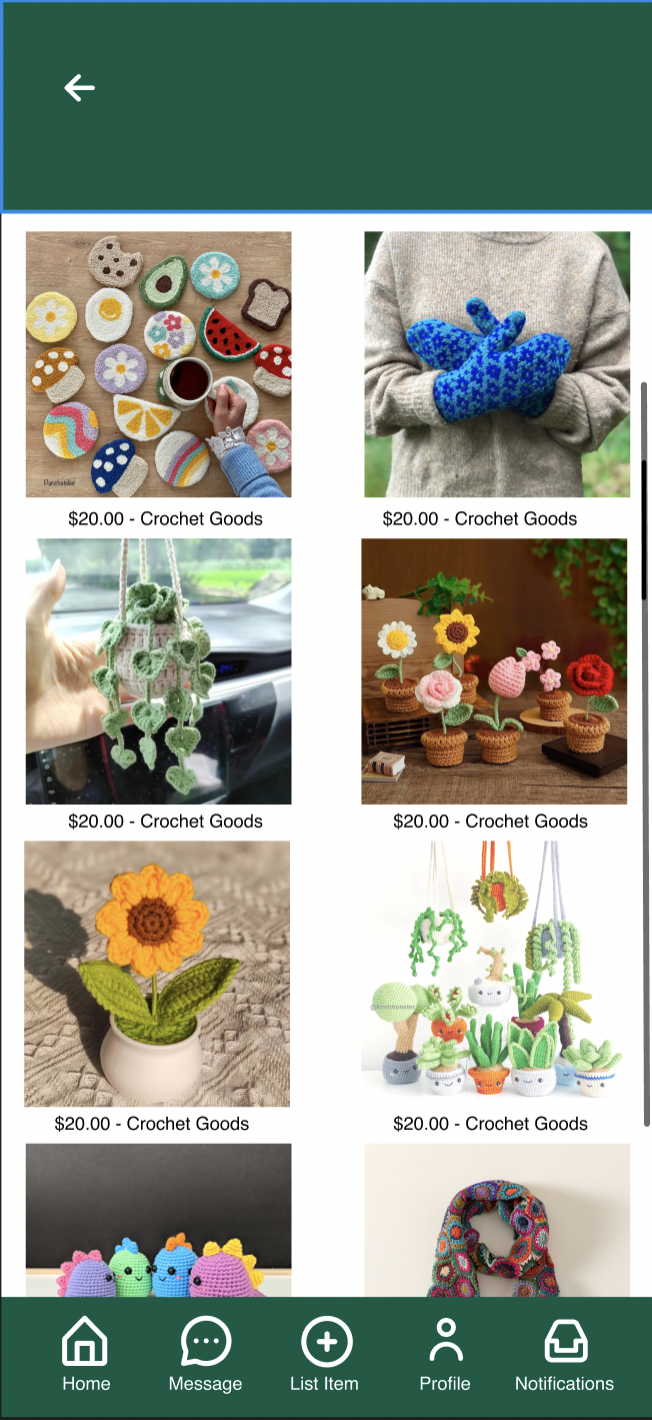 Punchatelier
$20.00 - Crochet Goods
$20.00 - Crochet Goods
$20.00 - Crochet Goods
$20.00 - Crochet Goods
$20.00 - Crochet Goods
$20.00 - Crochet Goods
Home
Message
List Item
Profile
Notifications